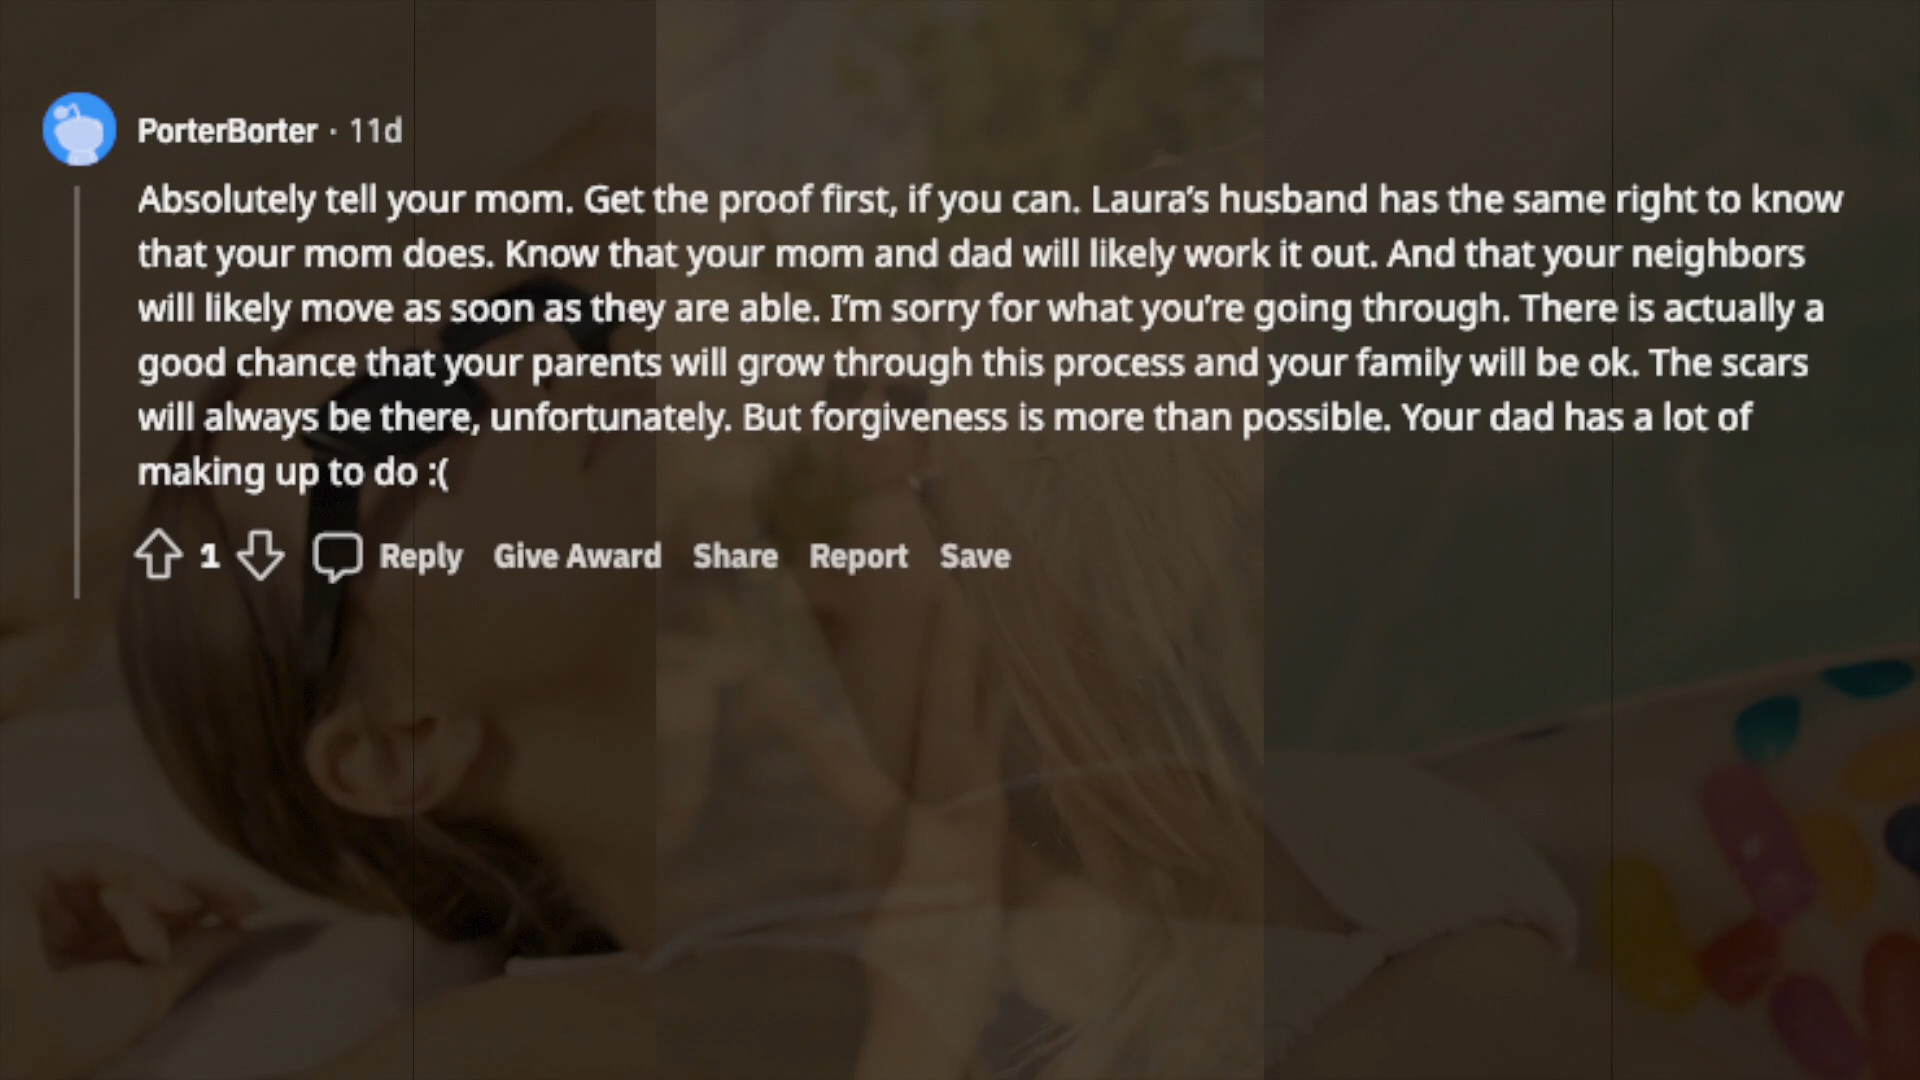 PorterBorter · 11d
Absolutely tell your mom. Get the proof first, if you can. Laura’s husband has the same right to know
that your mom does. Know that your mom and dad will likely work it out. And that your neighbors
will likely move as soon as they are able. I’m sorry for what you’re going through. There is actually a
good chance that your parents will grow through this process and your family will be ok. The scars
will always be there, unfortunately. But forgiveness is more than possible. Your dad has a lot of
making up to do :(
1 Reply Give Award Share Report Save